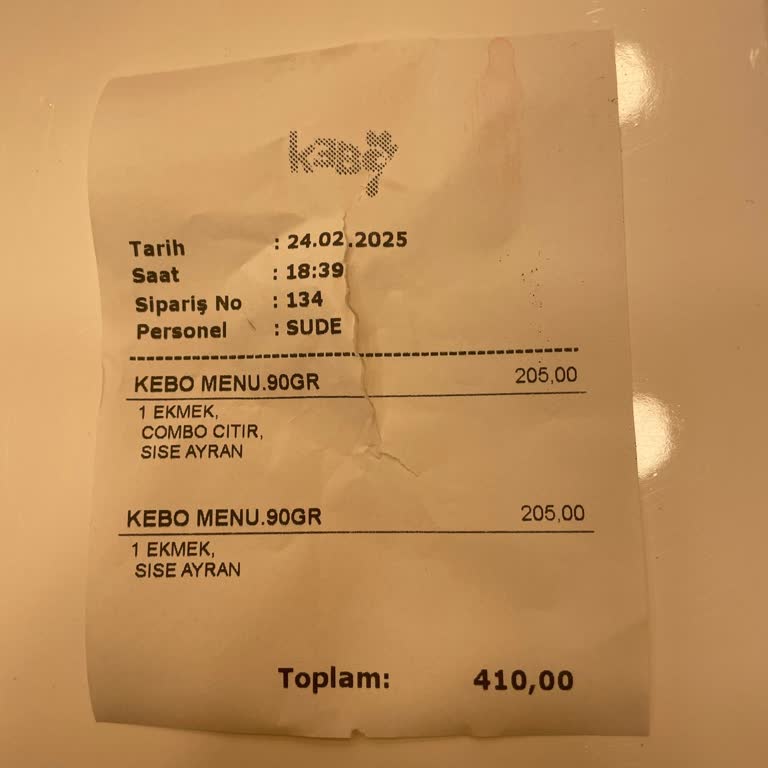 kebo
Tarih : 24.02.2025
Saat : 18:39
Sipariş No : 134
Personel : SUDE
KEBO MENU.90GR 205,00
1 EKMEK,
COMBO CITIR,
SISE AYRAN
KEBO MENU.90GR 205,00
1 EKMEK,
SISE AYRAN
Toplam: 410,00